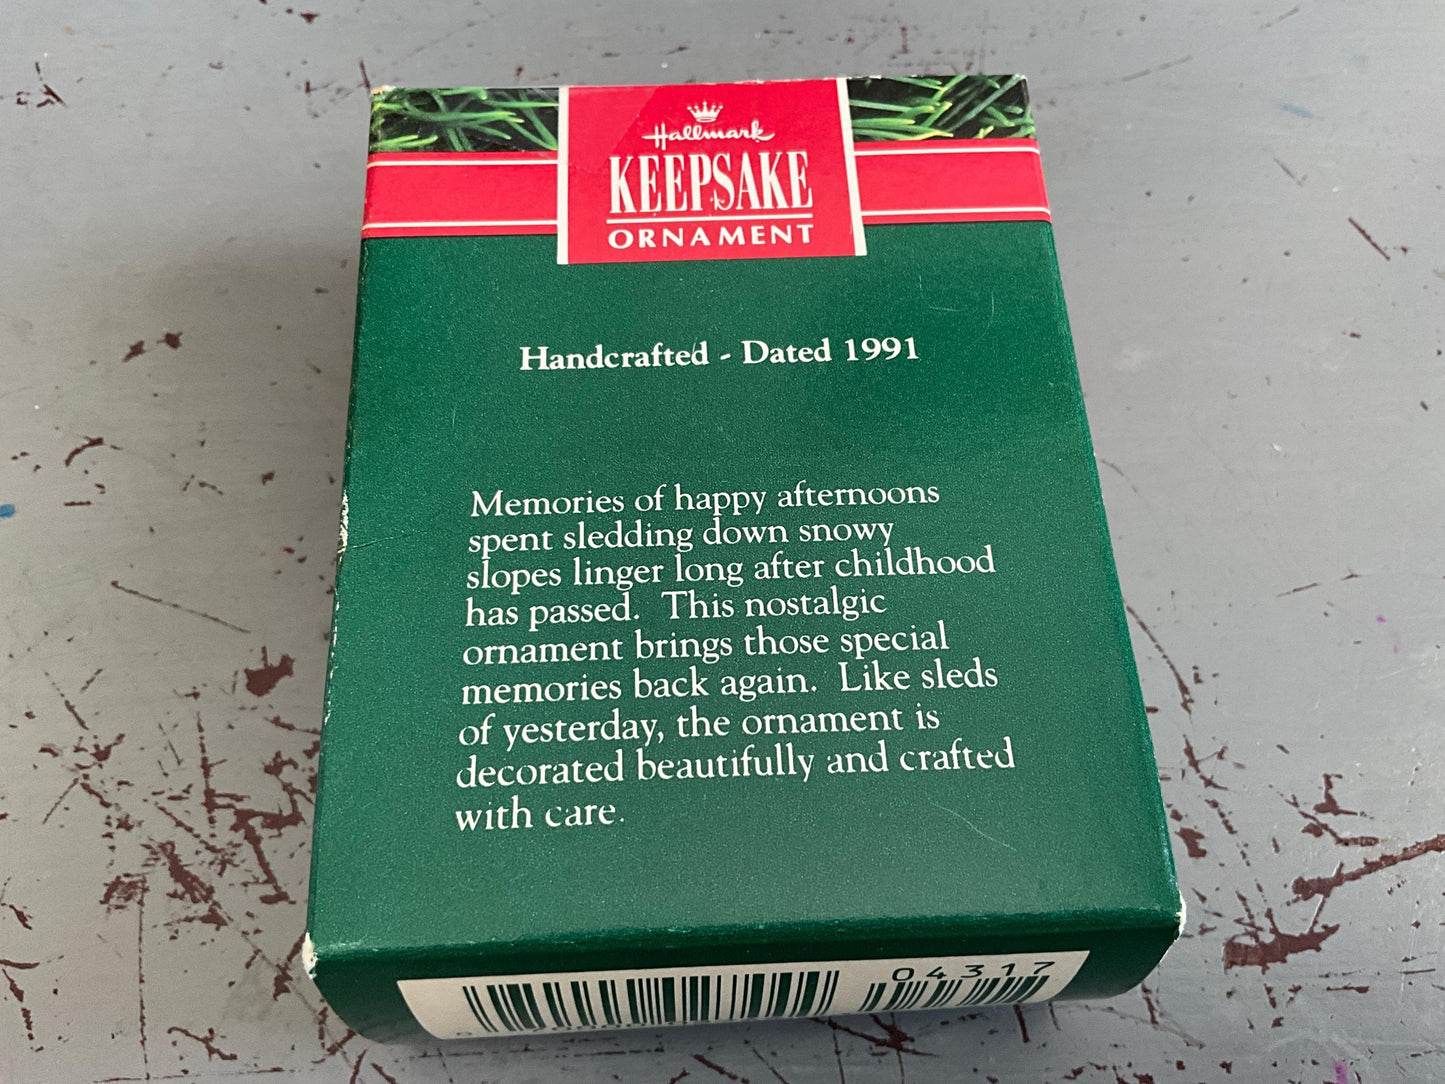 Hallmark
KEEPSAKE
ORNAMENT
Handcrafted - Dated 1991
Memories of happy afternoons
spent sledding down snowy
slopes linger long after childhood
has passed. This nostalgic
ornament brings those special
memories back again. Like sleds
of yesterday, the ornament is
decorated beautifully and crafted
with care.
04317